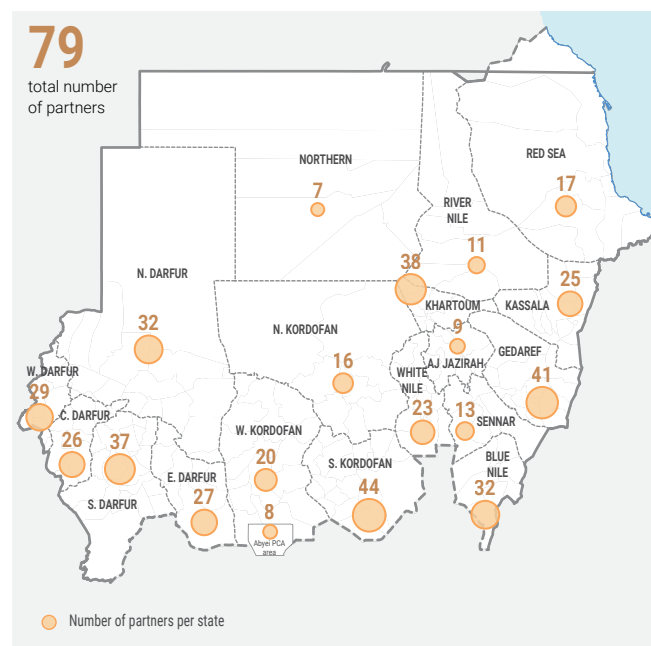 79
total number
of partners
NORTHERN
7
RED SEA
17
RIVER
NILE
11
N. DARFUR
32
38
KHARTOUM
KASSALA
25
N. KORDOFAN
16
9
AJ JAZIRAH
GEDAREF
41
W. DARFUR
29
WHITE
NILE
23
13
SENNAR
C. DARFUR
26
37
S. DARFUR
W. KORDOFAN
20
E. DARFUR
27
S. KORDOFAN
44
BLUE
NILE
32
8
Abyei PCA
area
Number of partners per state